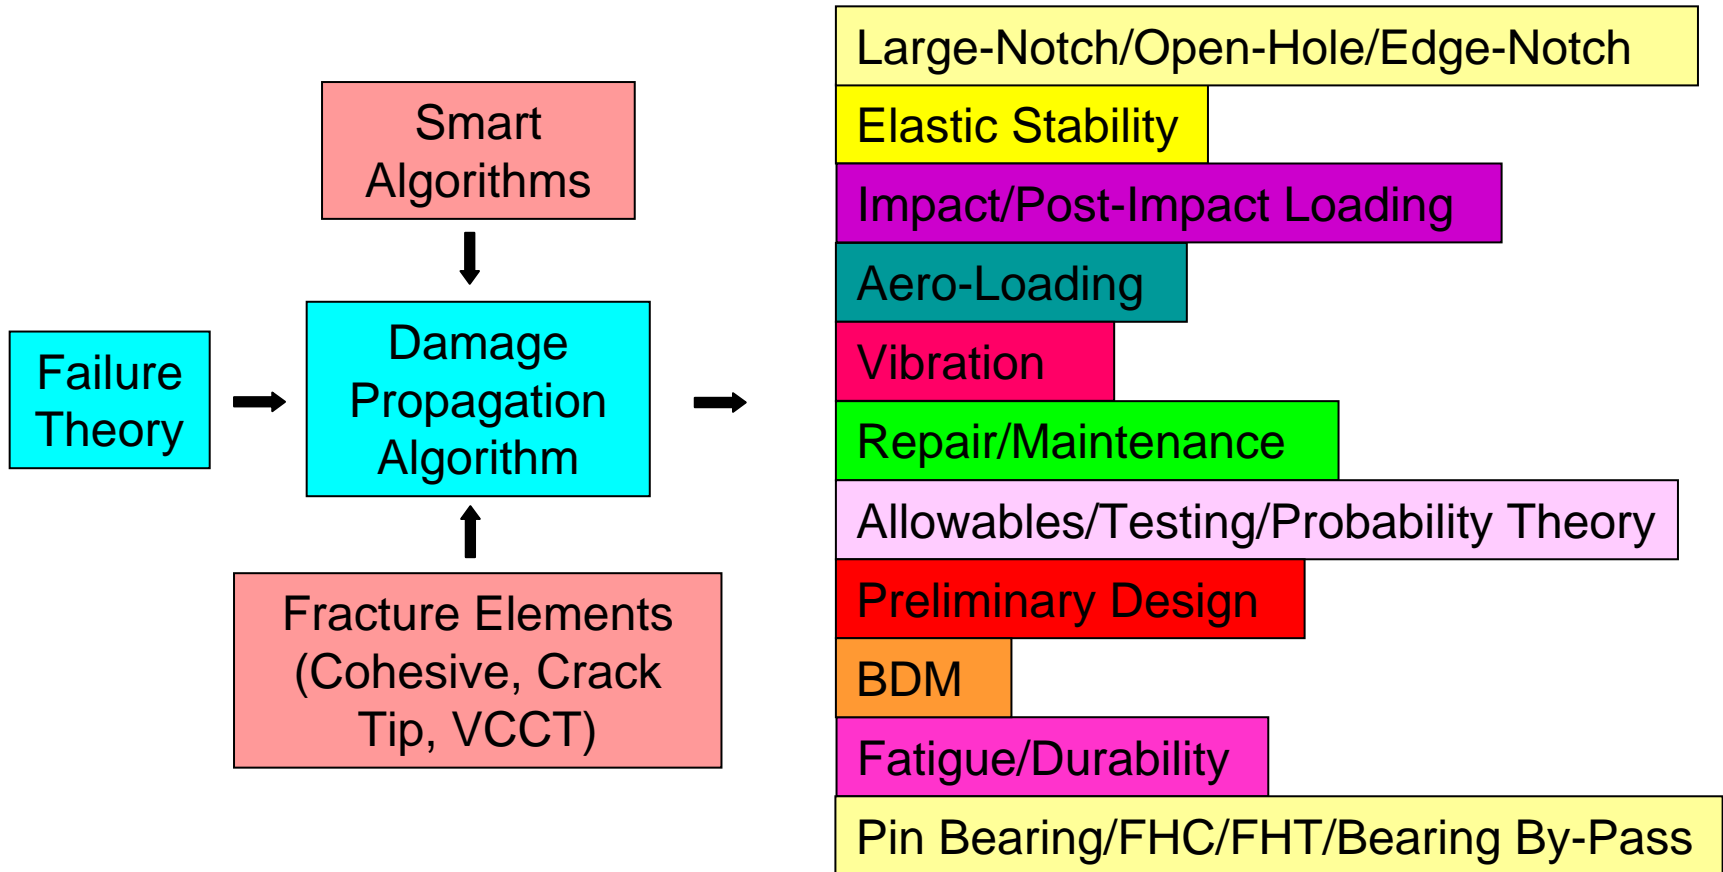 Smart
Algorithms
Failure
Theory
Damage
Propagation
Algorithm
Fracture Elements
(Cohesive, Crack
Tip, VCCT)
Large-Notch/Open-Hole/Edge-Notch
Elastic Stability
Impact/Post-Impact Loading
Aero-Loading
Vibration
Repair/Maintenance
Allowables/Testing/Probability Theory
Preliminary Design
BDM
Fatigue/Durability
Pin Bearing/FHC/FHT/Bearing By-Pass